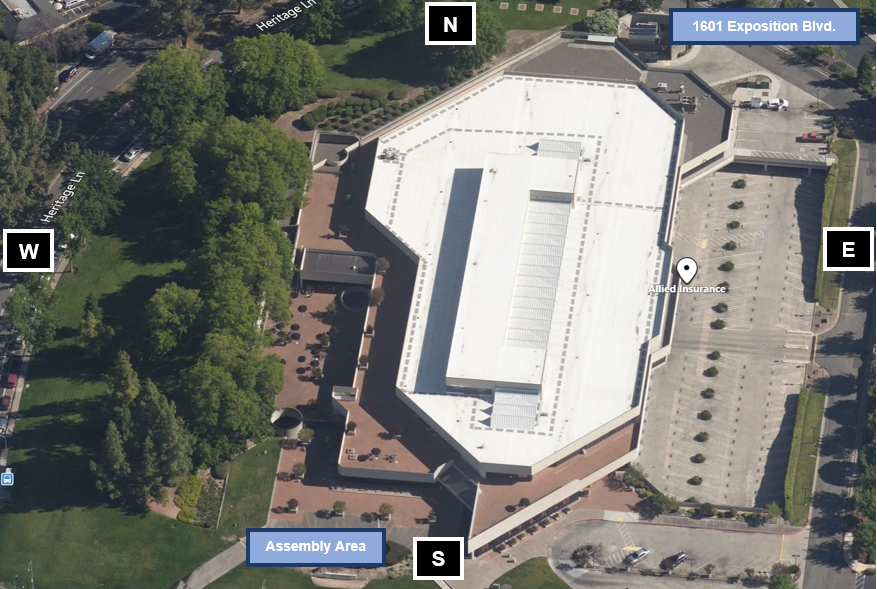 N
1601 Exposition Blvd.
Heritage Ln
Heritage Ln
W
E
Allied Insurance
Assembly Area
S